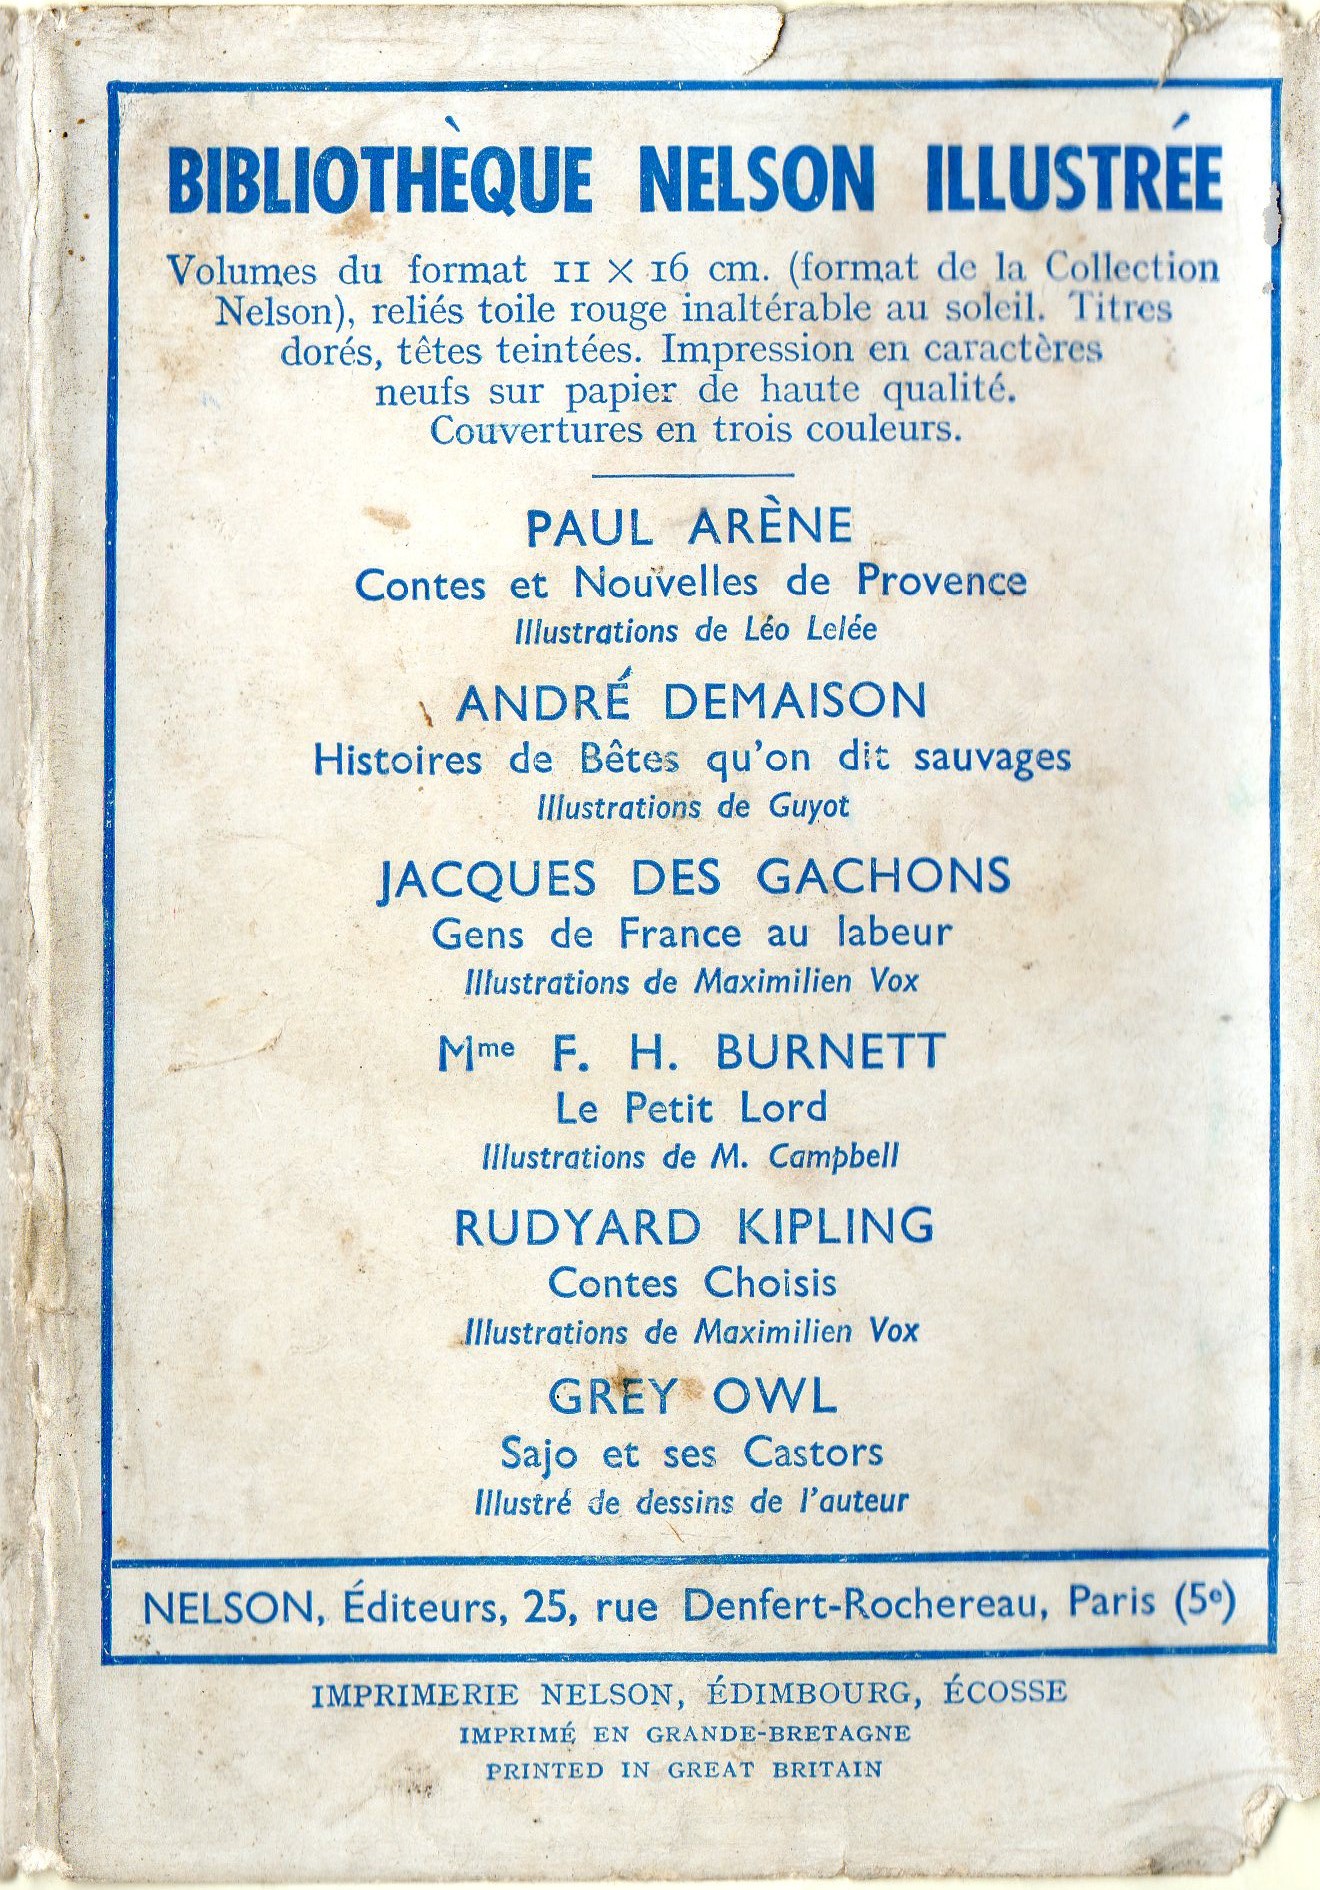 BIBLIOTHÈQUE NELSON ILLUSTRÉE
Volumes du format 11 × 16 cm. (format de la Collection
Nelson), reliés toile rouge inaltérable au soleil. Titres
dorés, têtes teintées. Impression en caractères
neufs sur papier de haute qualité.
Couvertures en trois couleurs.
PAUL ARÈNE
Contes et Nouvelles de Provence
Illustrations de Léo Lelée
ANDRÉ DEMAISON
Histoires de Bêtes qu'on dit sauvages
Illustrations de Guyot
JACQUES DES GACHONS
Gens de France au labeur
Illustrations de Maximilien Vox
Mme F. H. BURNETT
Le Petit Lord
Illustrations de M. Campbell
RUDYARD KIPLING
Contes Choisis
Illustrations de Maximilien Vox
GREY OWL
Sajo et ses Castors
Illustré de dessins de l'auteur
NELSON, Éditeurs, 25, rue Denfert-Rochereau, Paris (5e)
IMPRIMERIE NELSON, ÉDIMBOURG, ÉCOSSE
IMPRIMÉ EN GRANDE-BRETAGNE
PRINTED IN GREAT BRITAIN